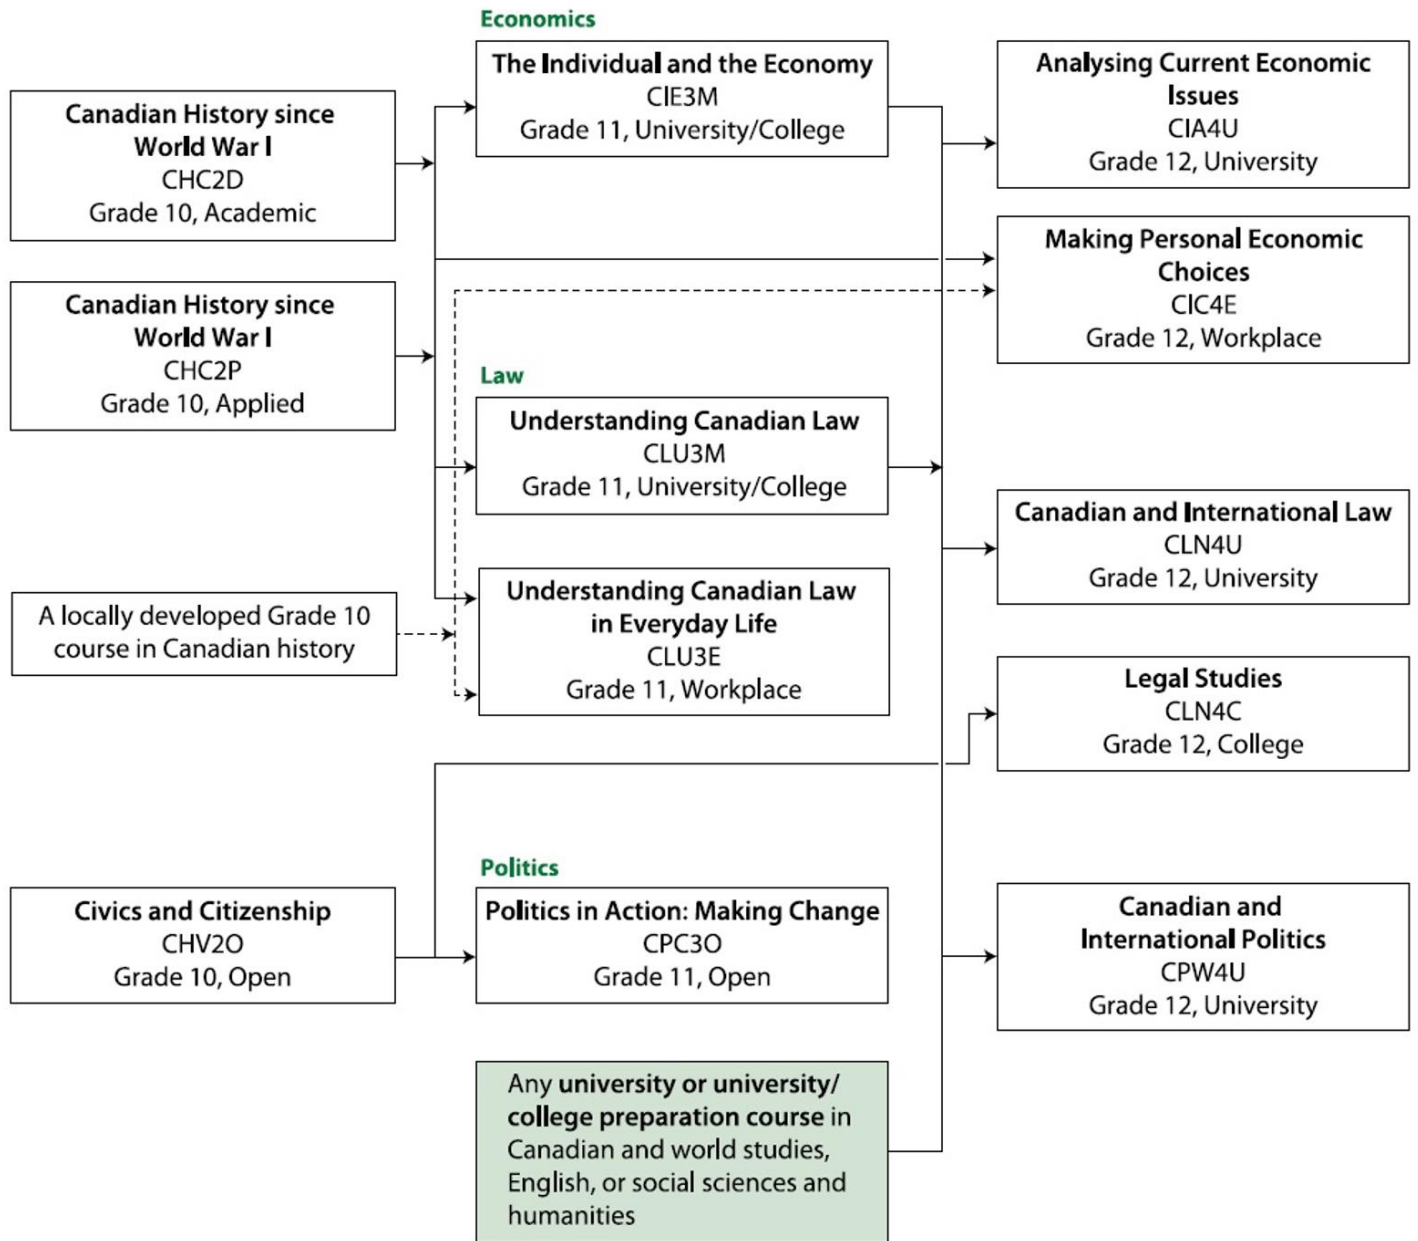 Economics
The Individual and the Economy
CIE3M
Grade 11, University/College
Analysing Current Economic
Issues
CIA4U
Grade 12, University
Canadian History since
World War I
CHC2D
Grade 10, Academic
Making Personal Economic
Choices
CIC4E
Grade 12, Workplace
Canadian History since
World War I
CHC2P
Grade 10, Applied
Law
Understanding Canadian Law
CLU3M
Grade 11, University/College
Canadian and International Law
CLN4U
Grade 12, University
Understanding Canadian Law
in Everyday Life
CLU3E
Grade 11, Workplace
A locally developed Grade 10
course in Canadian history
Legal Studies
CLN4C
Grade 12, College
Politics
Civics and Citizenship
CHV2O
Grade 10, Open
Politics in Action: Making Change
CPC3O
Grade 11, Open
Canadian and
International Politics
CPW4U
Grade 12, University
Any university or university/
college preparation course in
Canadian and world studies,
English, or social sciences and
humanities